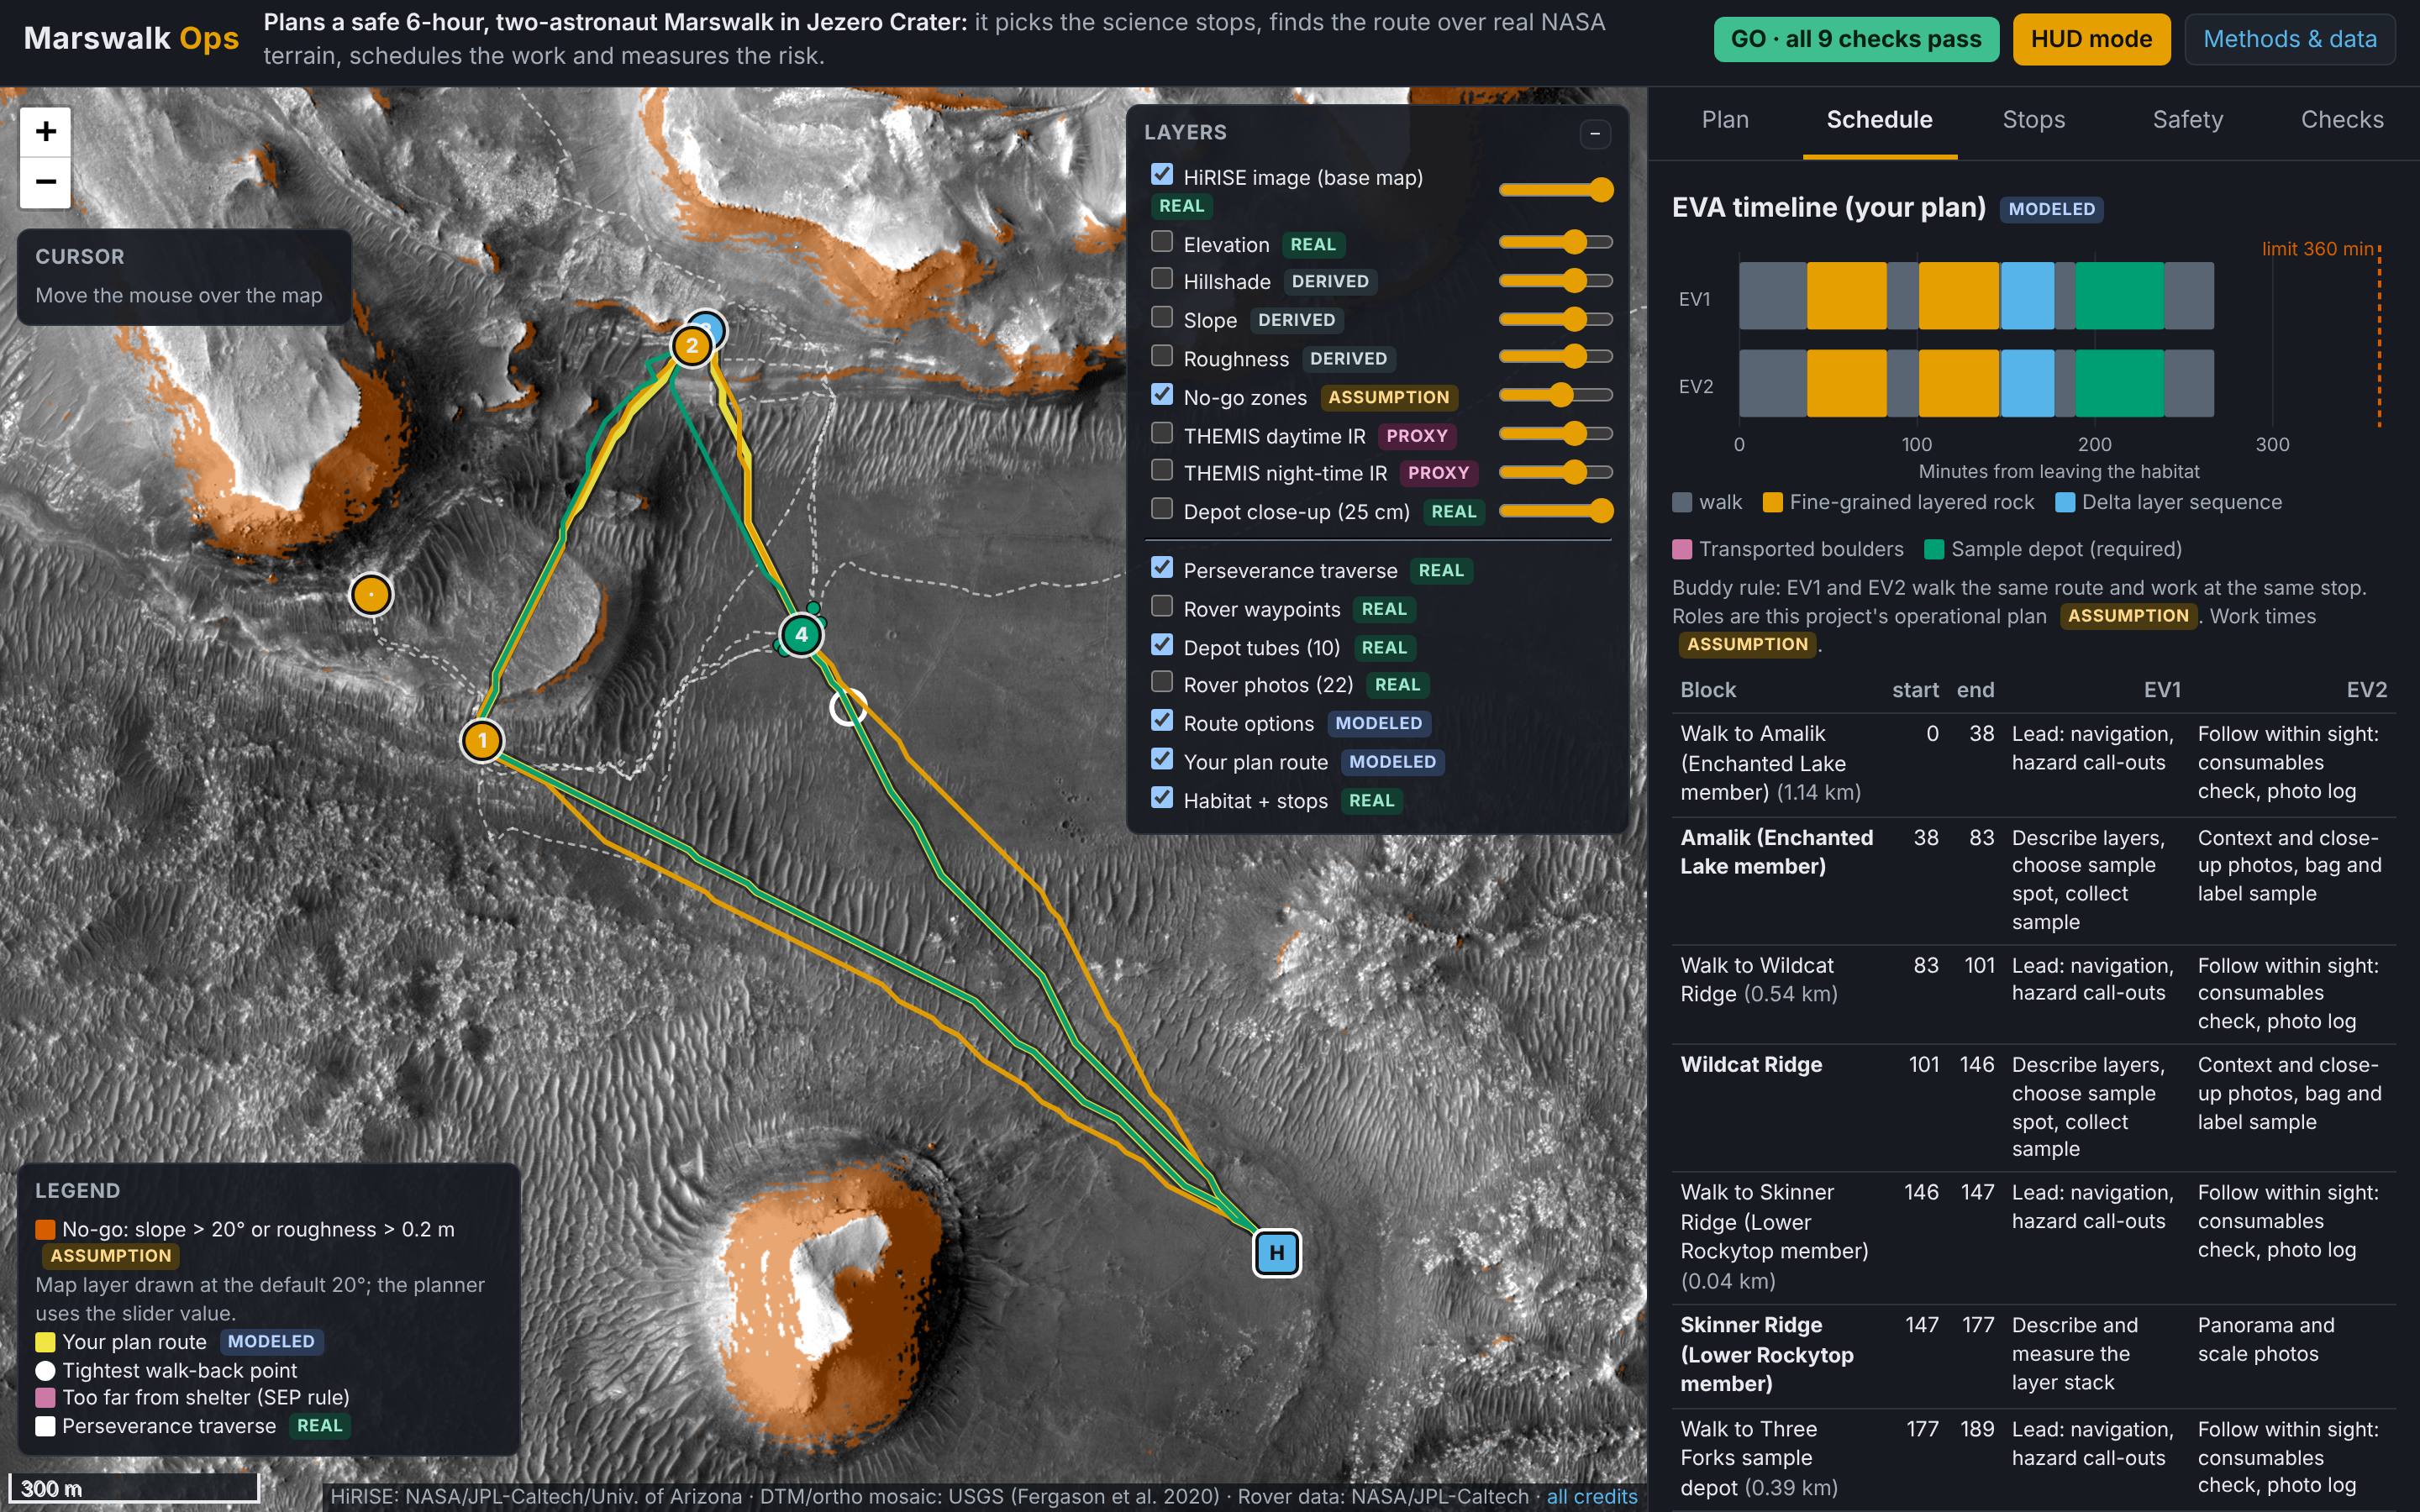 Marswalk Ops
Plans a safe 6-hour, two-astronaut Marswalk in Jezero Crater: it picks the science stops, finds the route over real NASA
terrain, schedules the work and measures the risk.
GO · all 9 checks pass
HUD mode
Methods & data
+
−
CURSOR
Move the mouse over the map
2
1
4
H
LAYERS
−
HiRISE image (base map)
REAL
Elevation REAL
Hillshade DERIVED
Slope DERIVED
Roughness DERIVED
No-go zones ASSUMPTION
THEMIS daytime IR PROXY
THEMIS night-time IR PROXY
Depot close-up (25 cm) REAL
Perseverance traverse REAL
Rover waypoints REAL
Depot tubes (10) REAL
Rover photos (22) REAL
Route options MODELED
Your plan route MODELED
Habitat + stops REAL
LEGEND
No-go: slope > 20° or roughness > 0.2 m
ASSUMPTION
Map layer drawn at the default 20°; the planner
uses the slider value.
Your plan route MODELED
Tightest walk-back point
Too far from shelter (SEP rule)
Perseverance traverse REAL
300 m
HiRISE: NASA/JPL-Caltech/Univ. of Arizona · DTM/ortho mosaic: USGS (Fergason et al. 2020) · Rover data: NASA/JPL-Caltech · all credits
Plan Schedule Stops Safety Checks
EVA timeline (your plan) MODELED
limit 360 min
EV1
EV2
0 100 200 300
Minutes from leaving the habitat
walk Fine-grained layered rock Delta layer sequence
Transported boulders Sample depot (required)
Buddy rule: EV1 and EV2 walk the same route and work at the same stop.
Roles are this project's operational plan ASSUMPTION. Work times
ASSUMPTION.
Block start end EV1 EV2
Walk to Amalik 0 38 Lead: navigation, Follow within sight:
(Enchanted Lake hazard call-outs consumables
member) (1.14 km) check, photo log
Amalik (Enchanted 38 83 Describe layers, Context and close-
Lake member) choose sample up photos, bag and
spot, collect label sample
sample
Walk to Wildcat 83 101 Lead: navigation, Follow within sight:
Ridge (0.54 km) hazard call-outs consumables
check, photo log
Wildcat Ridge 101 146 Describe layers, Context and close-
choose sample up photos, bag and
spot, collect label sample
sample
Walk to Skinner 146 147 Lead: navigation, Follow within sight:
Ridge (Lower hazard call-outs consumables
Rockytop member) check, photo log
(0.04 km)
Skinner Ridge 147 177 Describe and Panorama and
(Lower Rockytop measure the scale photos
member) layer stack
Walk to Three 177 189 Lead: navigation, Follow within sight:
Forks sample hazard call-outs consumables
depot (0.39 km) check, photo log